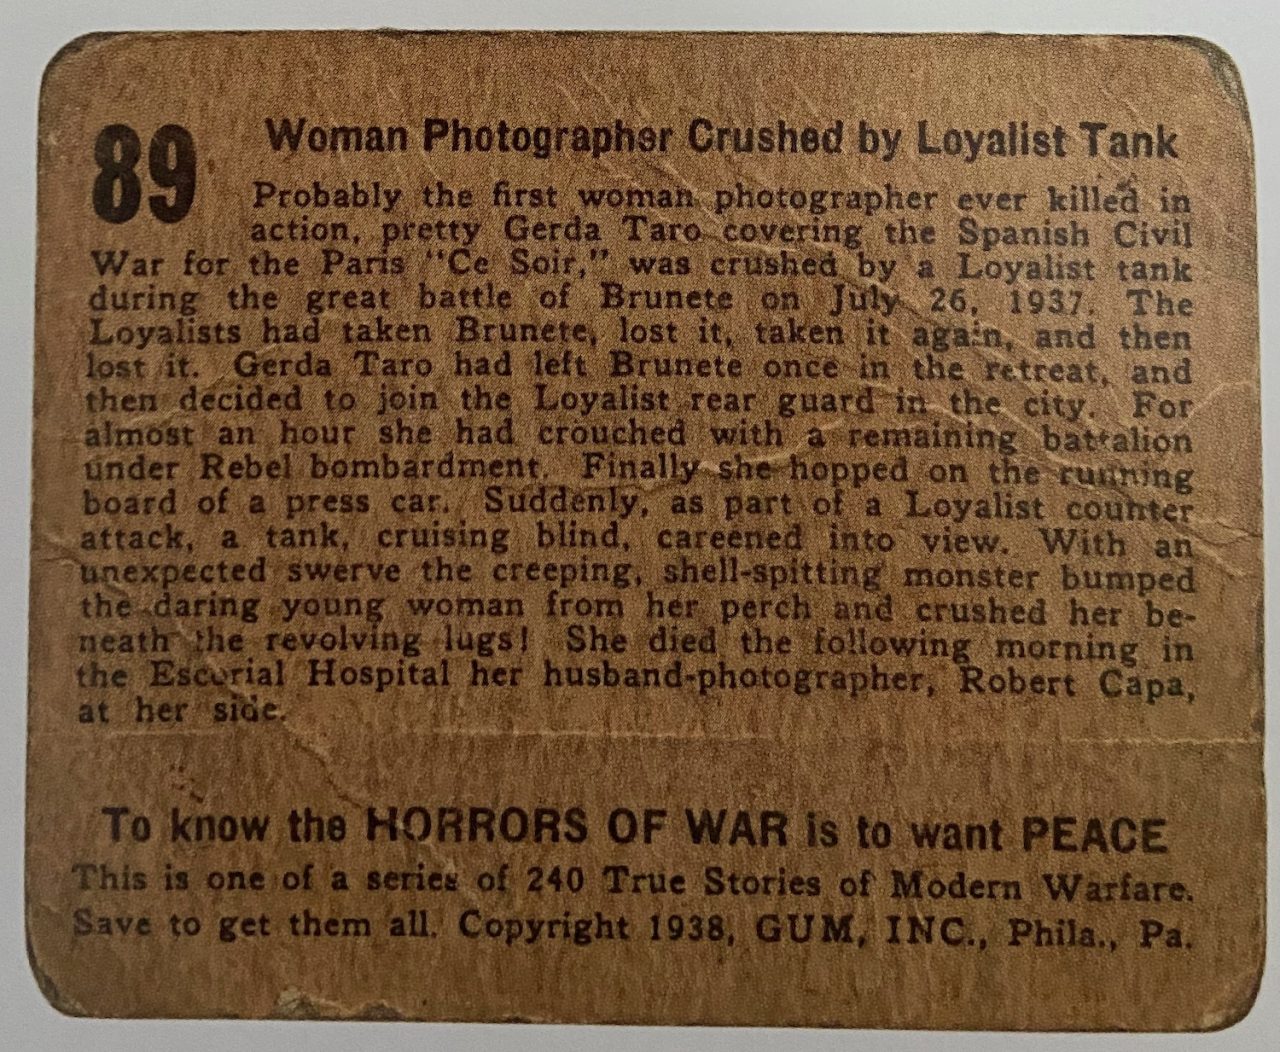 89
Woman Photographer Crushed by Loyalist Tank
Probably the first woman photographer ever killed in
action, pretty Gerda Taro covering the Spanish Civil
War for the Paris "Ce Soir," was crushed by a Loyalist tank
during the great battle of Brunete on July 26, 1937. The
Loyalists had taken Brunete, lost it, taken it again, and then
lost it. Gerda Taro had left Brunete once in the retreat, and
then decided to join the Loyalist rear guard in the city. For
almost an hour she had crouched with a remaining battalion
under Rebel bombardment. Finally she hopped on the running
board of a press car. Suddenly, as part of a Loyalist counter
attack, a tank, cruising blind, careened into view. With an
unexpected swerve the creeping, shell-spitting monster bumped
the daring young woman from her perch and crushed her be-
neath the revolving lugs! She died the following morning in
the Escorial Hospital her husband-photographer, Robert Capa,
at her side.
To know the HORRORS OF WAR is to want PEACE
This is one of a series of 240 True Stories of Modern Warfare.
Save to get them all. Copyright 1938, GUM, INC., Phila., Pa.